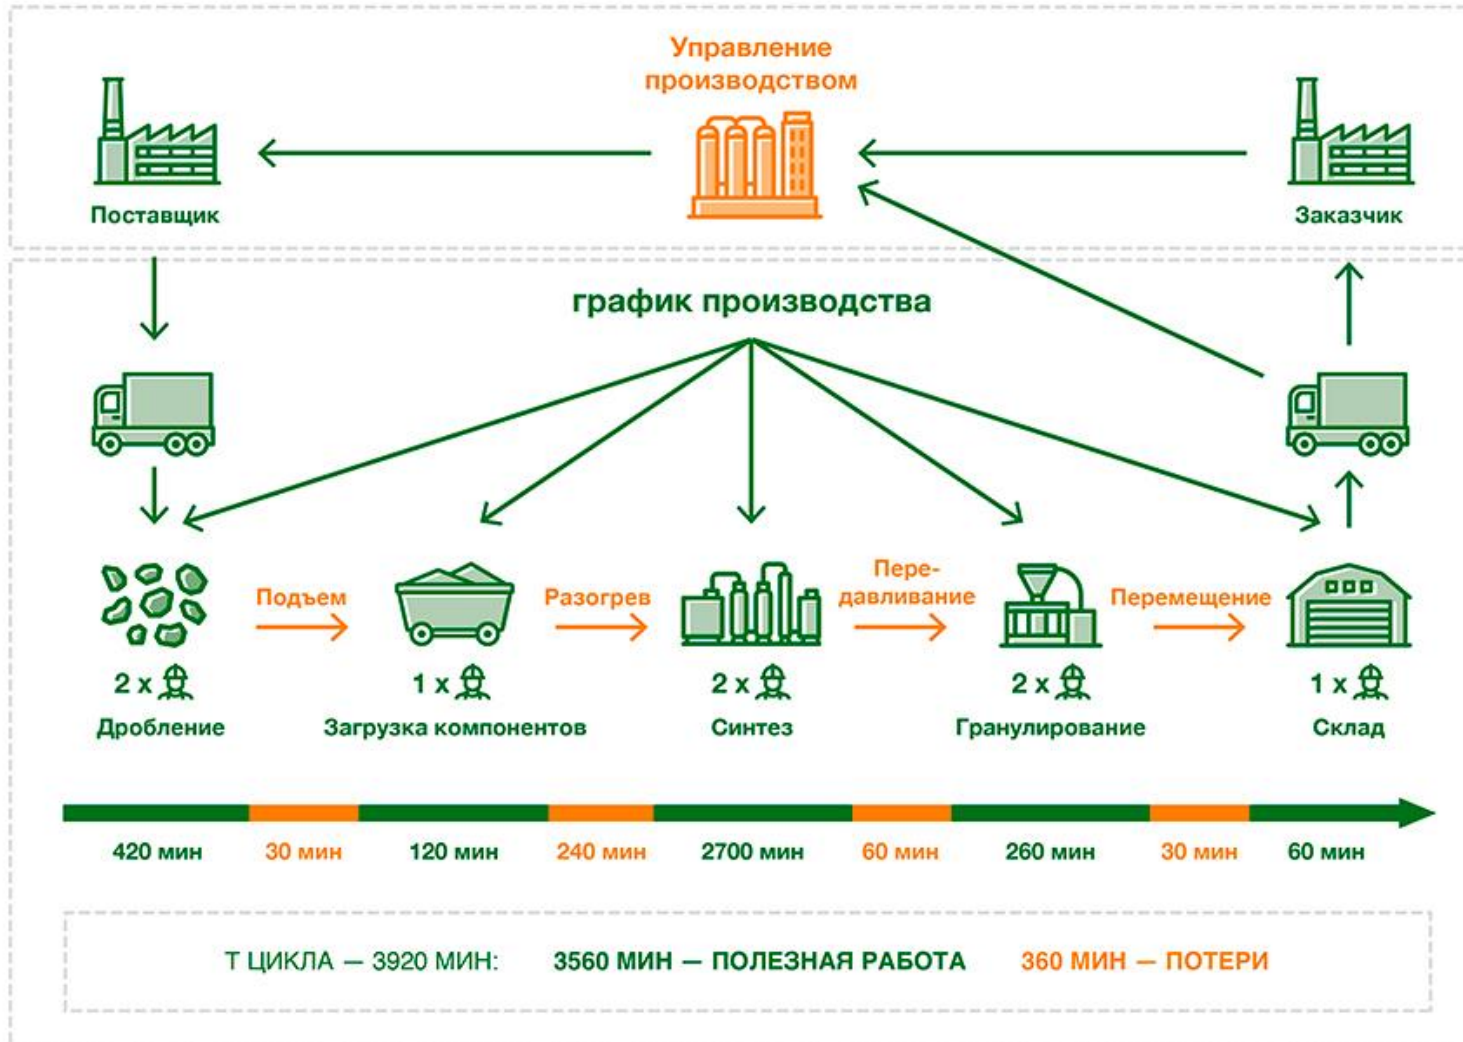 Управление
производством
Поставщик
Заказчик
график производства
Подъем
Разогрев
Пере-
давливание
Перемещение
2 x
1 x
2 x
2 x
1 x
Дробление
Загрузка компонентов
Синтез
Гранулирование
Склад
420 мин
30 мин
120 мин
240 мин
2700 мин
60 мин
260 мин
30 мин
60 мин
Т ЦИКЛА — 3920 МИН: 3560 МИН — ПОЛЕЗНАЯ РАБОТА 360 МИН — ПОТЕРИ